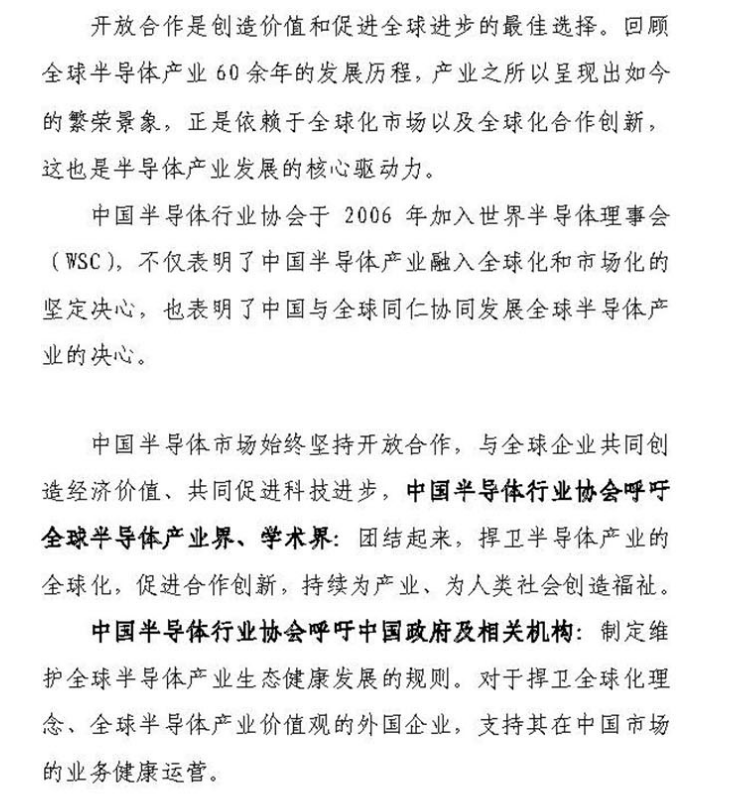 开放合作是创造价值和促进全球进步的最佳选择。回顾
全球半导体产业 60 余年的发展历程，产业之所以呈现出如今
的繁荣景象，正是依赖于全球化市场以及全球化合作创新，
这也是半导体产业发展的核心驱动力。
中国半导体行业协会于 2006 年加入世界半导体理事会
（WSC），不仅表明了中国半导体产业融入全球化和市场化的
坚定决心，也表明了中国与全球同仁协同发展全球半导体产
业的决心。
中国半导体市场始终坚持开放合作，与全球企业共同创
造经济价值、共同促进科技进步，中国半导体行业协会呼吁
全球半导体产业界、学术界：团结起来，捍卫半导体产业的
全球化，促进合作创新，持续为产业、为人类社会创造福祉。
中国半导体行业协会呼吁中国政府及相关机构：制定维
护全球半导体产业生态健康发展的规则。对于捍卫全球化理
念、全球半导体产业价值观的外国企业，支持其在中国市场
的业务健康运营。